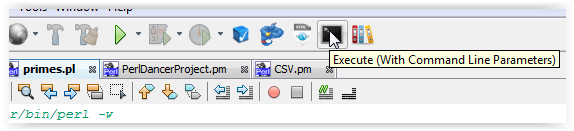 Tools Window Help
Execute (With Command Line Parameters)
primes.pl PerlDancerProject.pm CSV.pm
r/bin/perl -w